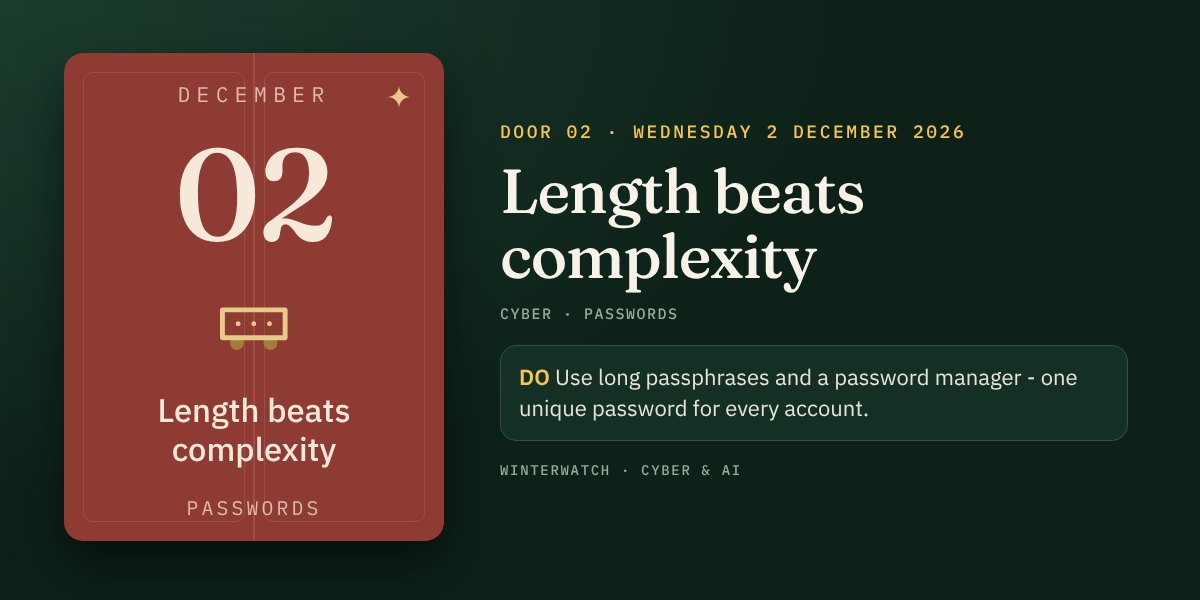 DECEMBER
02
Length beats
complexity
PASSWORDS
DOOR 02 · WEDNESDAY 2 DECEMBER 2026
Length beats
complexity
CYBER · PASSWORDS
DO Use long passphrases and a password manager - one
unique password for every account.
WINTERWATCH · CYBER & AI